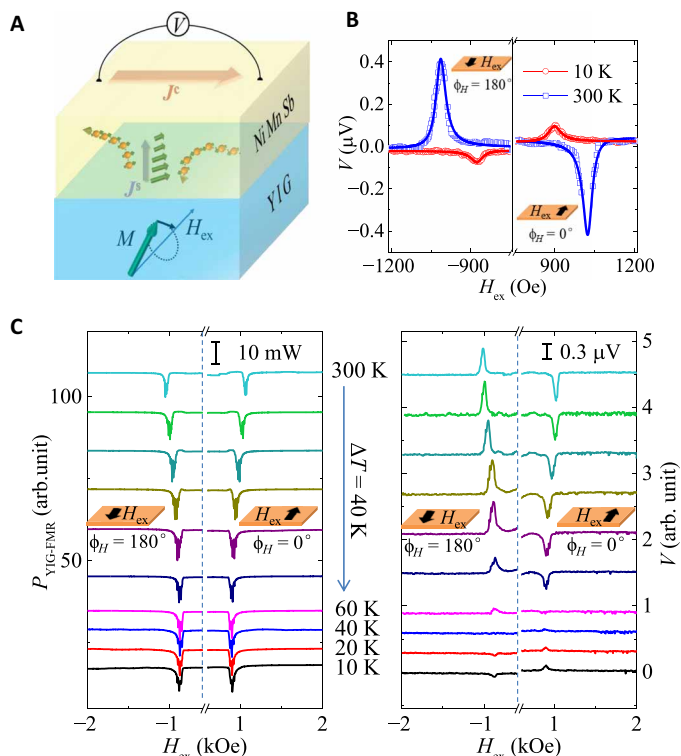 A
V
J^c
Ni Mn Sb
J^s
YIG
M
H_ex
B
H_ex
ϕ_H = 180°
10 K
300 K
V (μV)
0.4
0.2
0.0
−0.2
−0.4
H_ex
ϕ_H = 0°
−1200 −900 900 1200
H_ex (Oe)
C
10 mW
P_YIG-FMR (arb.unit)
100
50
H_ex
ϕ_H = 180°
H_ex
ϕ_H = 0°
−2 −1 1 2
H_ex (kOe)
300 K
ΔT = 40 K
60 K
40 K
20 K
10 K
0.3 μV
H_ex
ϕ_H = 180°
H_ex
ϕ_H = 0°
5
4
3
2
1
0
V (arb. unit)
−2 −1 1 2
H_ex (kOe)